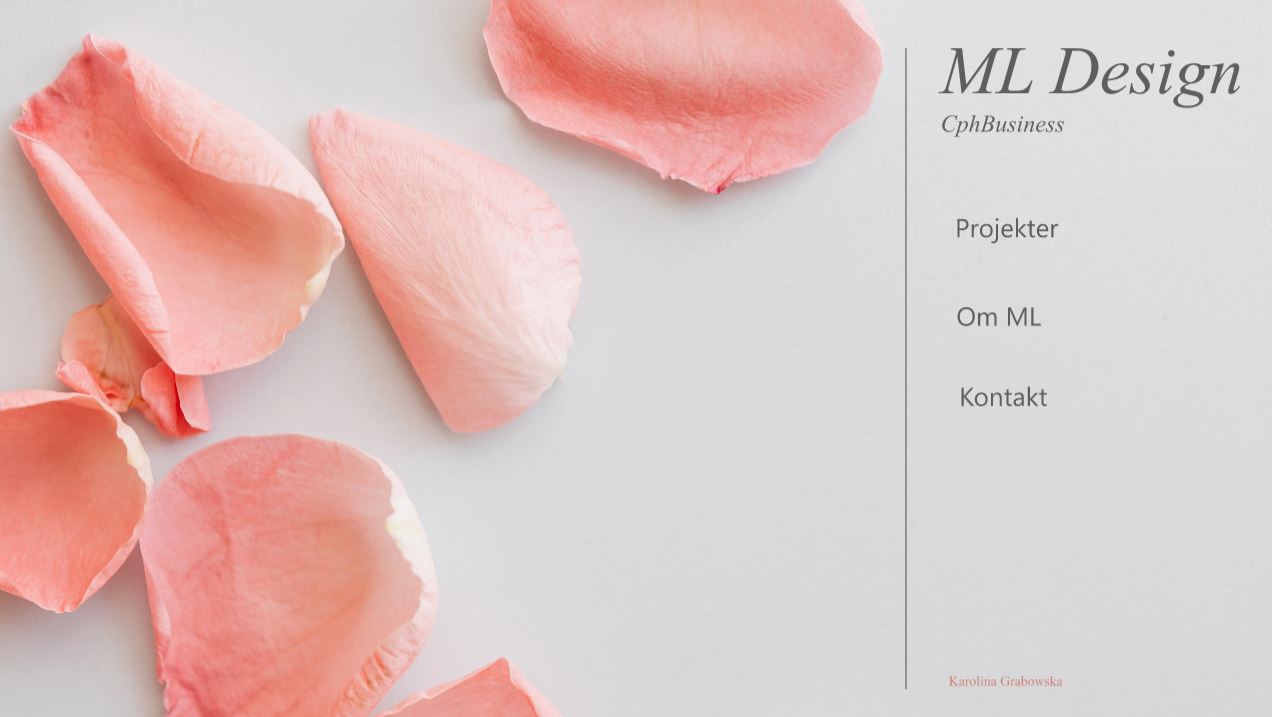 ML Design
CphBusiness
Projekter
Om ML
Kontakt
Karolina Grabowska